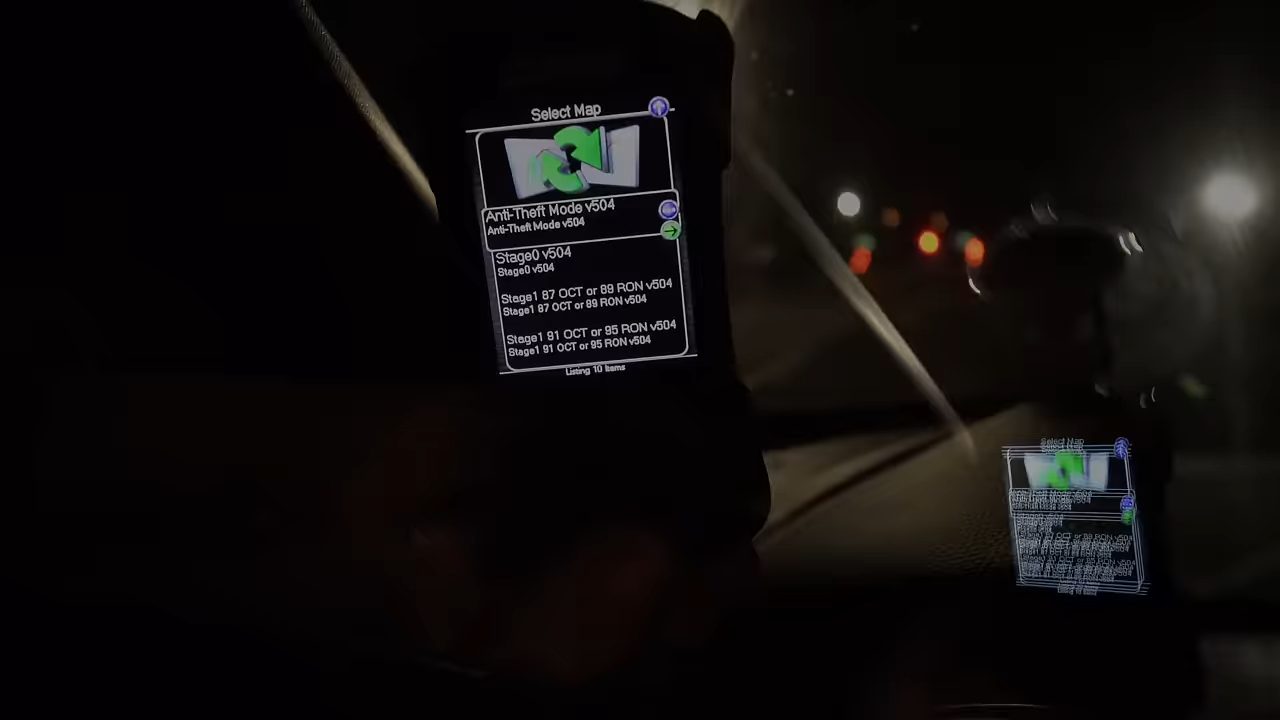 Select Map
Anti-Theft Mode v504
Anti-Theft Mode v504
Stage0 v504
Stage0 v504
Stage1 87 OCT or 89 RON v504
Stage1 87 OCT or 89 RON v504
Stage1 91 OCT or 95 RON v504
Stage1 91 OCT or 95 RON v504
Listing 10 Items
Select Map